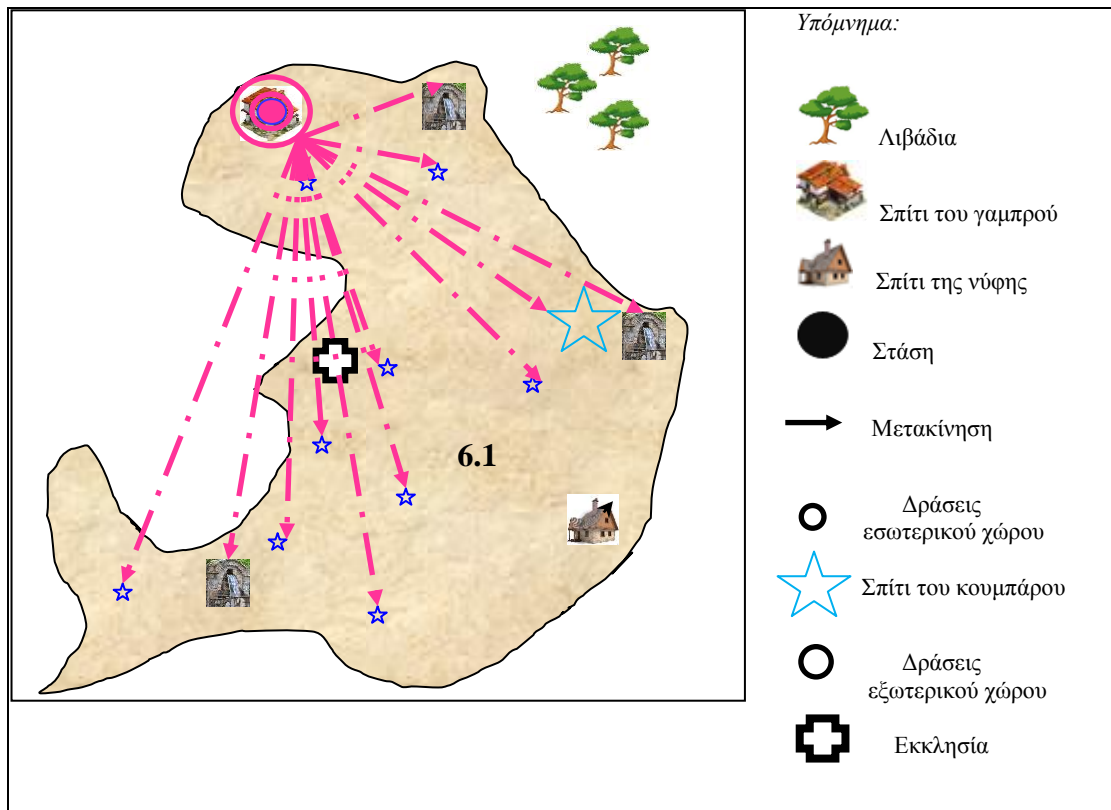 Υπόμνημα:
Λιβάδια
Σπίτι του γαμπρού
Σπίτι της νύφης
Στάση
Μετακίνηση
Δράσεις
εσωτερικού χώρου
Σπίτι του κουμπάρου
Δράσεις
εξωτερικού χώρου
Εκκλησία
6.1